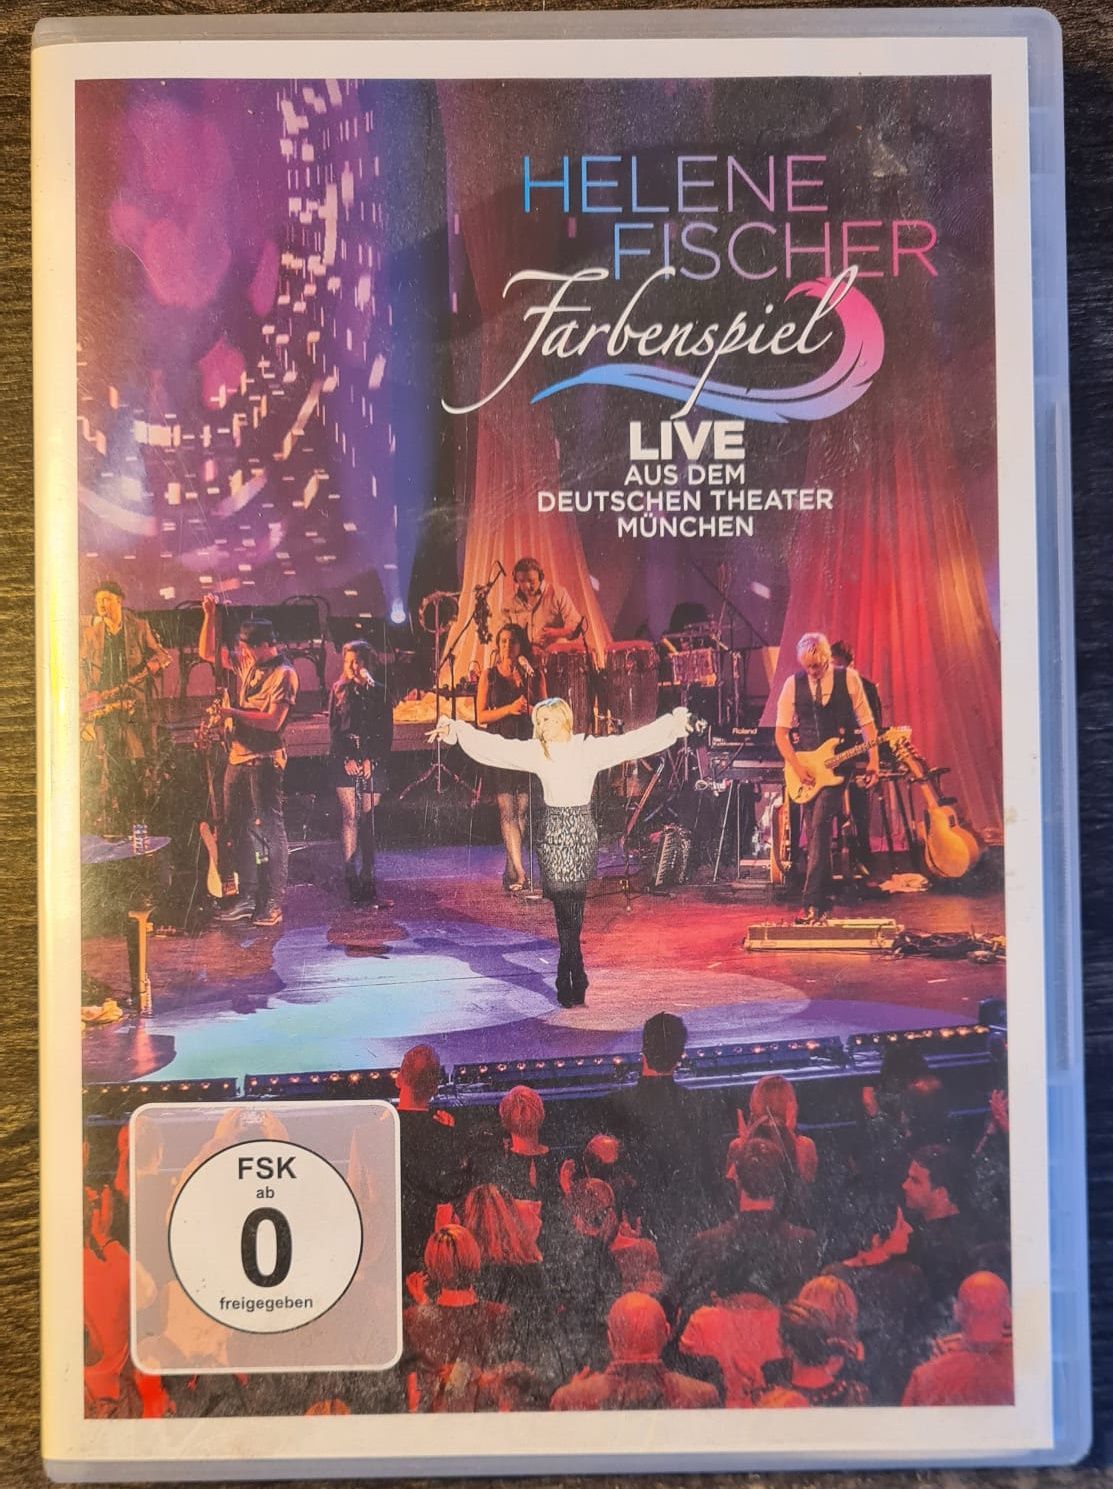 HELENE
FISCHER
Farbenspiel
LIVE
AUS DEM
DEUTSCHEN THEATER
MÜNCHEN
Roland
FSK
ab
0
freigegeben